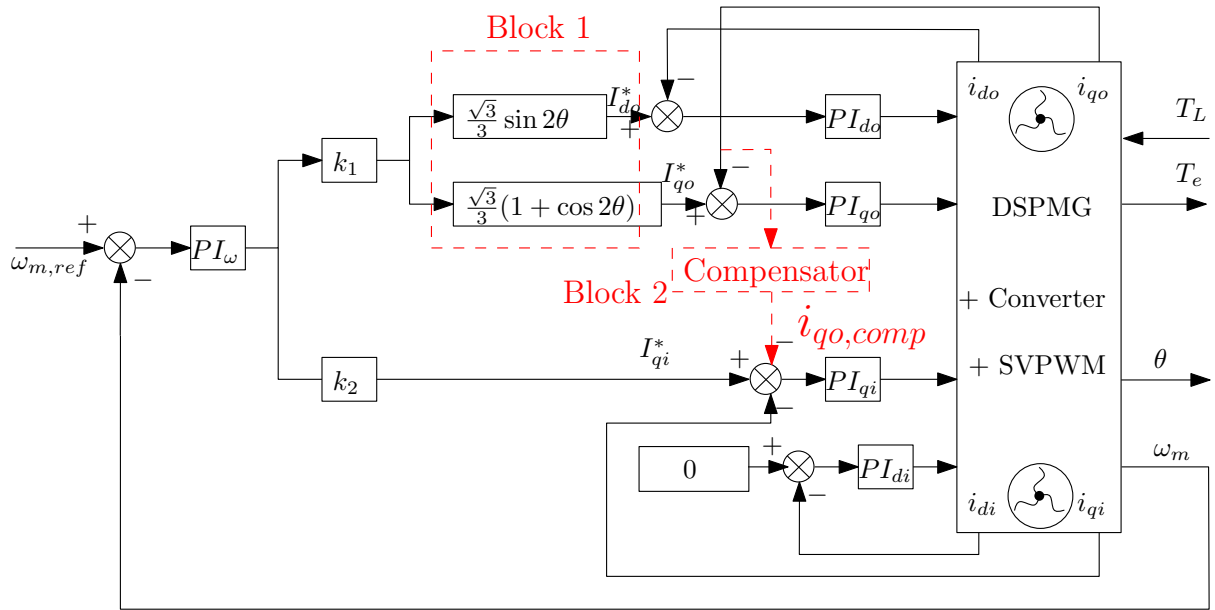 Block 1
−
I*do
ido
iqo
√3/3 sin 2θ
+
PIdo
TL
k1
−
I*qo
√3/3 (1 + cos 2θ)
+
PIqo
DSPMG
Te
+
ωm,ref
−
PIω
Compensator
Block 2
+ Converter
iqo,comp
−
I*qi
+
k2
PIqi
+ SVPWM
θ
−
+
0
PIdi
ωm
−
idi
iqi